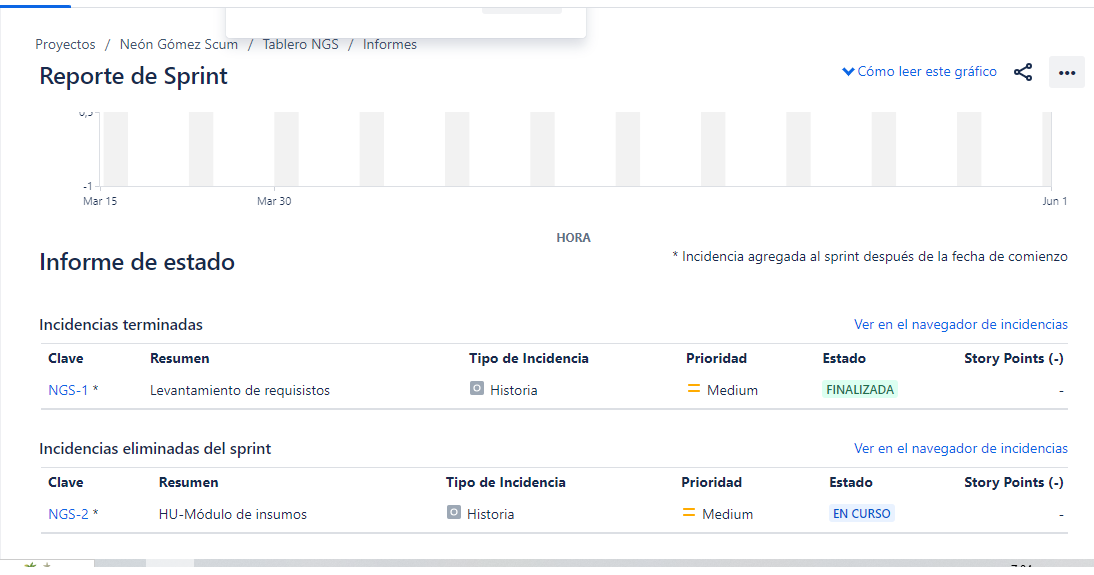 Proyectos / Neón Gómez Scum / Tablero NGS / Informes
Reporte de Sprint
Cómo leer este gráfico
0,5
-1
Mar 15 Mar 30 Jun 1
HORA
Informe de estado
* Incidencia agregada al sprint después de la fecha de comienzo
Incidencias terminadas Ver en el navegador de incidencias
Clave Resumen Tipo de Incidencia Prioridad Estado Story Points (-)
NGS-1 * Levantamiento de requisistos Historia Medium FINALIZADA -
Incidencias eliminadas del sprint Ver en el navegador de incidencias
Clave Resumen Tipo de Incidencia Prioridad Estado Story Points (-)
NGS-2 * HU-Módulo de insumos Historia Medium EN CURSO -